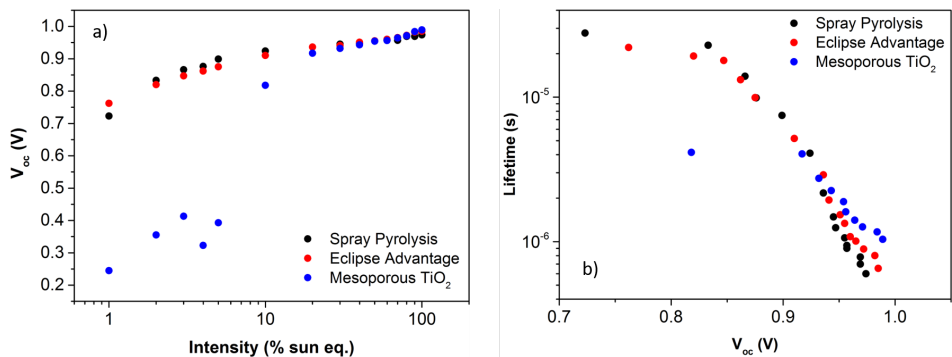 a)
1.0
0.9
0.8
0.7
0.6
0.5
0.4
0.3
0.2
V_oc (V)
Spray Pyrolysis
Eclipse Advantage
Mesoporous TiO₂
1
10
100
Intensity (% sun eq.)
b)
10⁻⁵
10⁻⁶
Lifetime (s)
Spray Pyrolysis
Eclipse Advantage
Mesoporous TiO₂
0.7
0.8
0.9
1.0
V_oc (V)